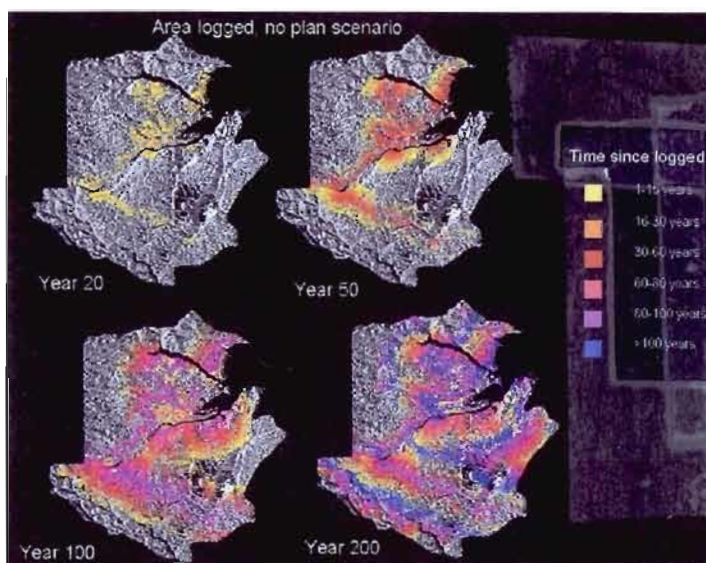 Area logged, no plan scenario
Year 20
Year 50
Year 100
Year 200
Time since logged
1-15 years
16-30 years
30-60 years
60-80 years
80-100 years
>100 years